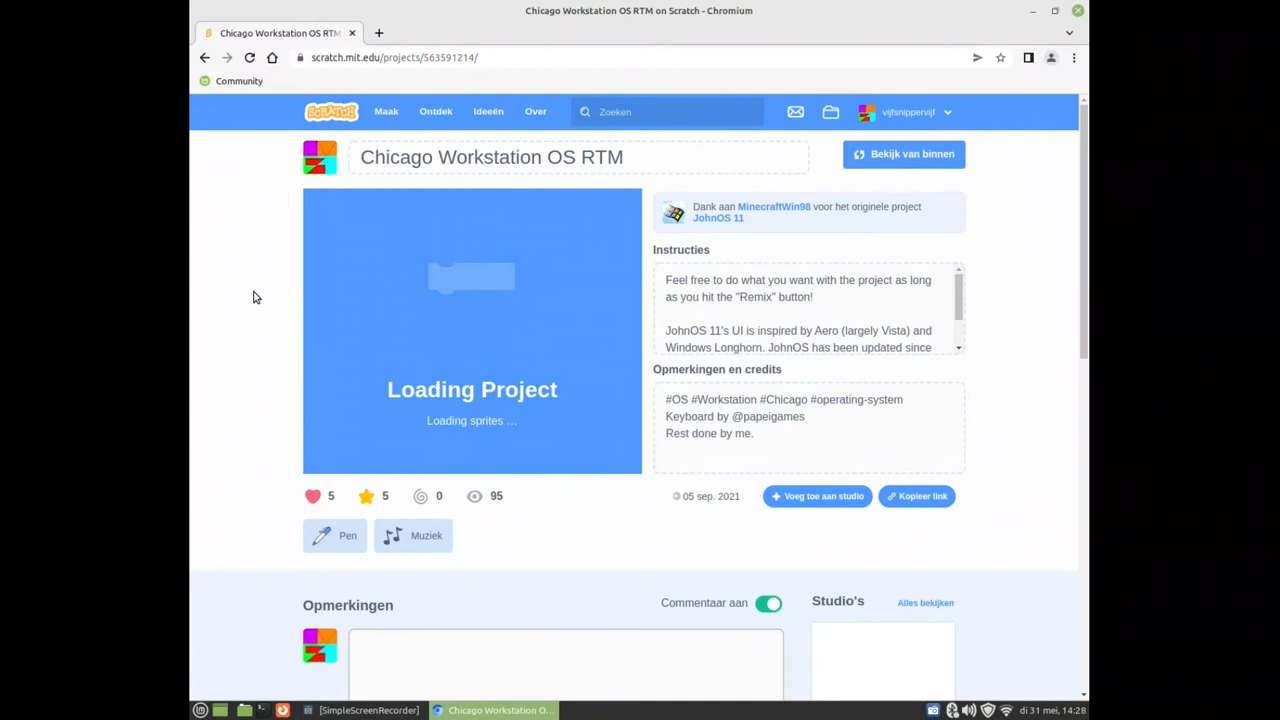 Chicago Workstation OS RTM on Scratch - Chromium
Chicago Workstation OS RTM
scratch.mit.edu/projects/563591214/
Community
SCRATCH
Maak
Ontdek
Ideeën
Over
Zoeken
vijfsnippervijf
Chicago Workstation OS RTM
Bekijk van binnen
Loading Project
Loading sprites …
Dank aan MinecraftWin98 voor het originele project
JohnOS 11
Instructies
Feel free to do what you want with the project as long
as you hit the "Remix" button!
JohnOS 11's UI is inspired by Aero (largely Vista) and
Windows Longhorn. JohnOS has been updated since
Opmerkingen en credits
#OS #Workstation #Chicago #operating-system
Keyboard by @papeigames
Rest done by me.
5
5
0
95
05 sep. 2021
Voeg toe aan studio
Kopieer link
Pen
Muziek
Opmerkingen
Commentaar aan
Studio's
Alles bekijken
[SimpleScreenRecorder]
Chicago Workstation O...
di 31 mei, 14:28